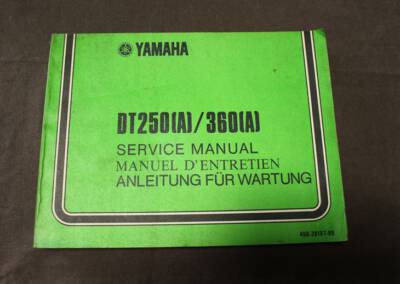 YAMAHA
DT250(A)/360(A)
SERVICE MANUAL
MANUEL D'ENTRETIEN
ANLEITUNG FÜR WARTUNG